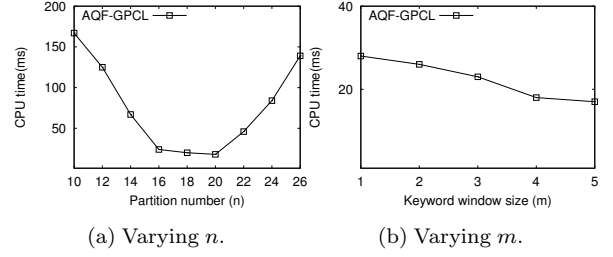 AQF-GPCL
CPU time(ms)
200
150
100
50
10 12 14 16 18 20 22 24 26
Partition number (n)
(a) Varying n.
AQF-GPCL
CPU time(ms)
40
20
1 2 3 4 5
Keyword window size (m)
(b) Varying m.